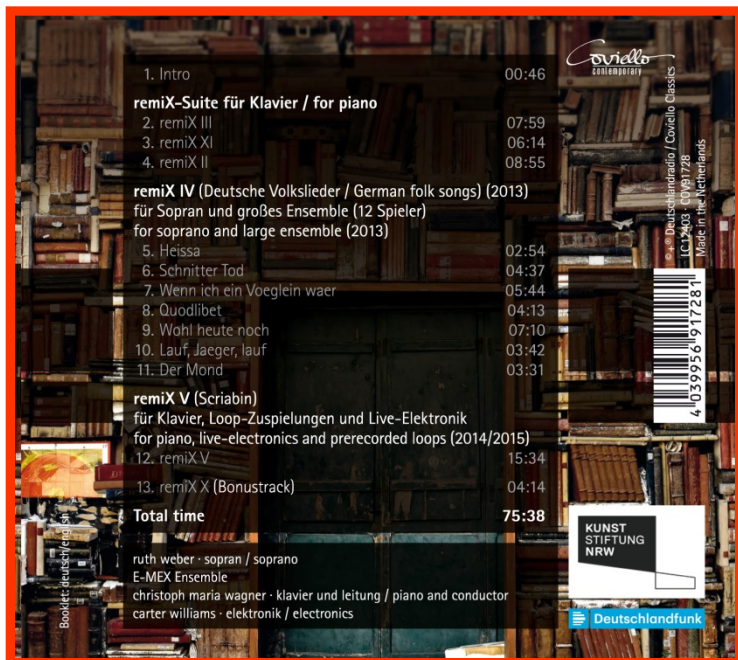 1. Intro 00:46
remiX-Suite für Klavier / for piano
2. remiX III 07:59
3. remiX XI 06:14
4. remiX II 08:55
remiX IV (Deutsche Volkslieder / German folk songs) (2013)
für Sopran und großes Ensemble (12 Spieler)
for soprano and large ensemble (2013)
5. Heissa 02:54
6. Schnitter Tod 04:37
7. Wenn ich ein Voeglein waer 05:44
8. Quodlibet 04:13
9. Wohl heute noch 07:10
10. Lauf, Jaeger, lauf 03:42
11. Der Mond 03:31
remiX V (Scriabin)
für Klavier, Loop-Zuspielungen und Live-Elektronik
for piano, live-electronics and prerecorded loops (2014/2015)
12. remiX V 15:34
13. remiX X (Bonustrack) 04:14
Total time 75:38
ruth weber · sopran / soprano
E-MEX Ensemble
christoph maria wagner · klavier und leitung / piano and conductor
carter williams · elektronik / electronics
Booklet: deutsch/english
Coviello
contemporary
© + ℗ Deutschlandradio / Coviello Classics
LC12403 · COV91728
Made in the Netherlands
4 039956 917281
KUNST
STIFTUNG
NRW
Deutschlandfunk